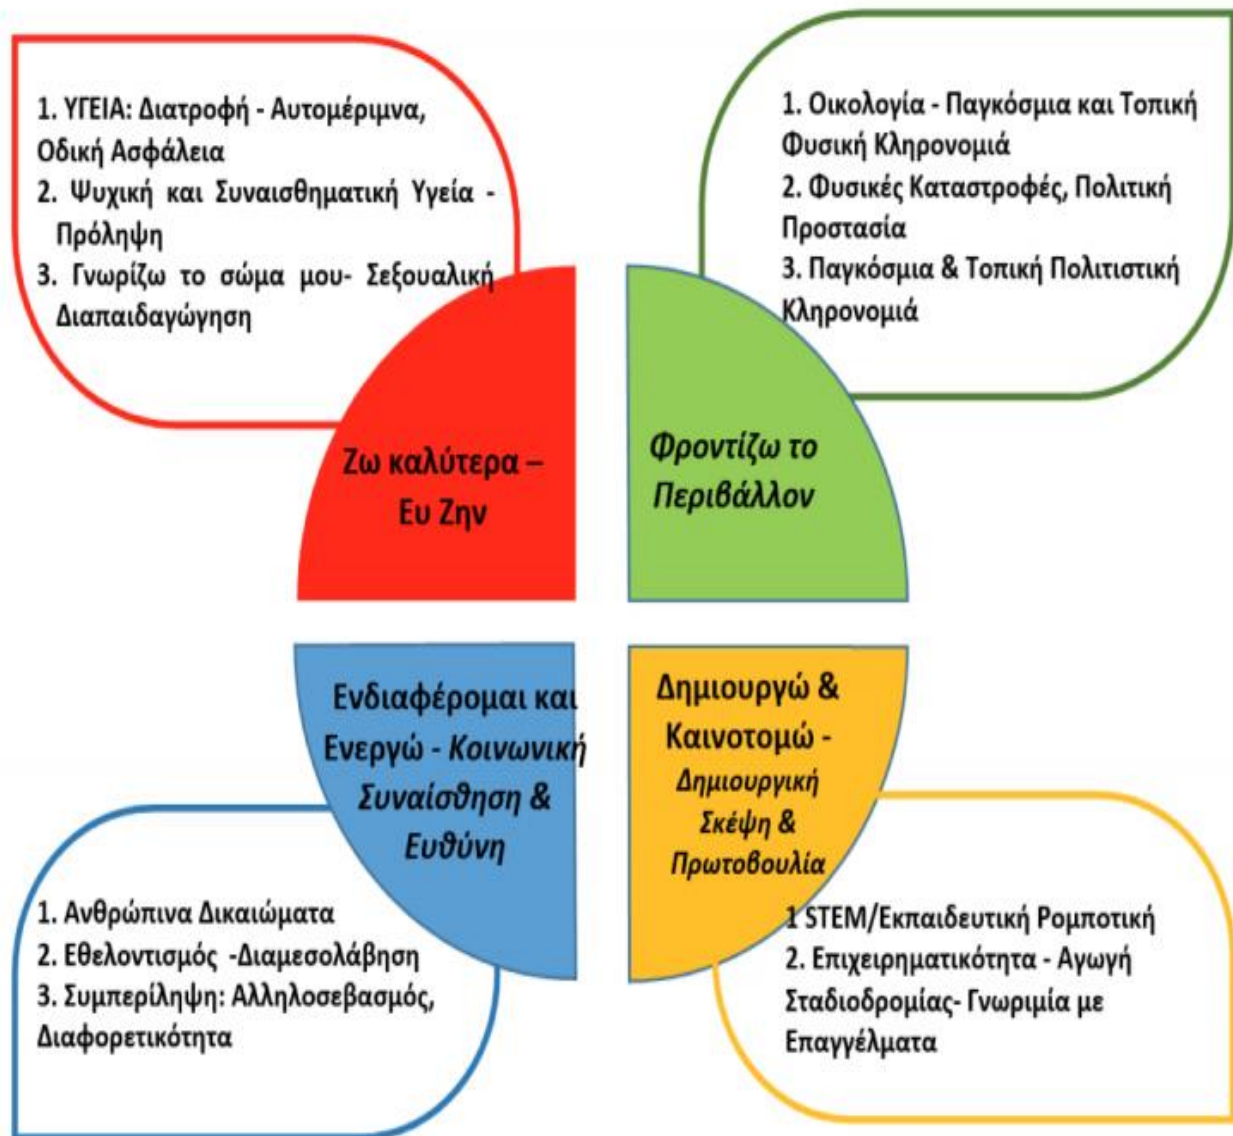 1. ΥΓΕΙΑ: Διατροφή - Αυτομέριμνα,
Οδική Ασφάλεια
2. Ψυχική και Συναισθηματική Υγεία -
Πρόληψη
3. Γνωρίζω το σώμα μου- Σεξουαλική
Διαπαιδαγώγηση
1. Οικολογία - Παγκόσμια και Τοπική
Φυσική Κληρονομιά
2. Φυσικές Καταστροφές, Πολιτική
Προστασία
3. Παγκόσμια & Τοπική Πολιτιστική
Κληρονομιά
Ζω καλύτερα –
Ευ Ζην
Φροντίζω το
Περιβάλλον
Ενδιαφέρομαι και
Ενεργώ - Κοινωνική
Συναίσθηση &
Ευθύνη
Δημιουργώ &
Καινοτομώ -
Δημιουργική
Σκέψη &
Πρωτοβουλία
1. Ανθρώπινα Δικαιώματα
2. Εθελοντισμός -Διαμεσολάβηση
3. Συμπερίληψη: Αλληλοσεβασμός,
Διαφορετικότητα
1 STEM/Εκπαιδευτική Ρομποτική
2. Επιχειρηματικότητα - Αγωγή
Σταδιοδρομίας- Γνωριμία με
Επαγγέλματα